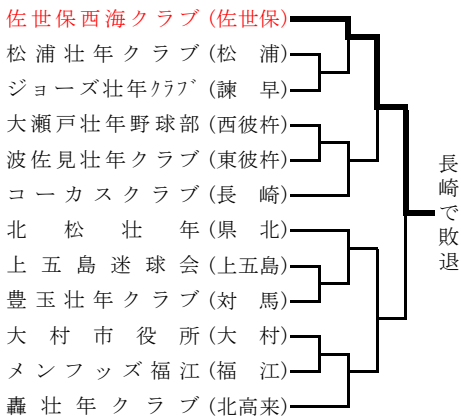 佐世保西海クラブ(佐世保)
松浦壮年クラブ(松浦)
ジョーズ壮年ｸﾗﾌﾞ(諫早)
大瀬戸壮年野球部(西彼杵)
波佐見壮年クラブ(東彼杵)
コーカスクラブ(長崎)
北松壮年(県北)
上五島迷球会(上五島)
豊玉壮年クラブ(対馬)
大村市役所(大村)
メンフッズ福江(福江)
轟壮年クラブ(北高来)
長崎で敗退